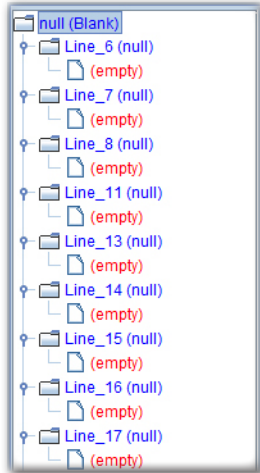 null (Blank)
Line_6 (null)
(empty)
Line_7 (null)
(empty)
Line_8 (null)
(empty)
Line_11 (null)
(empty)
Line_13 (null)
(empty)
Line_14 (null)
(empty)
Line_15 (null)
(empty)
Line_16 (null)
(empty)
Line_17 (null)
(empty)